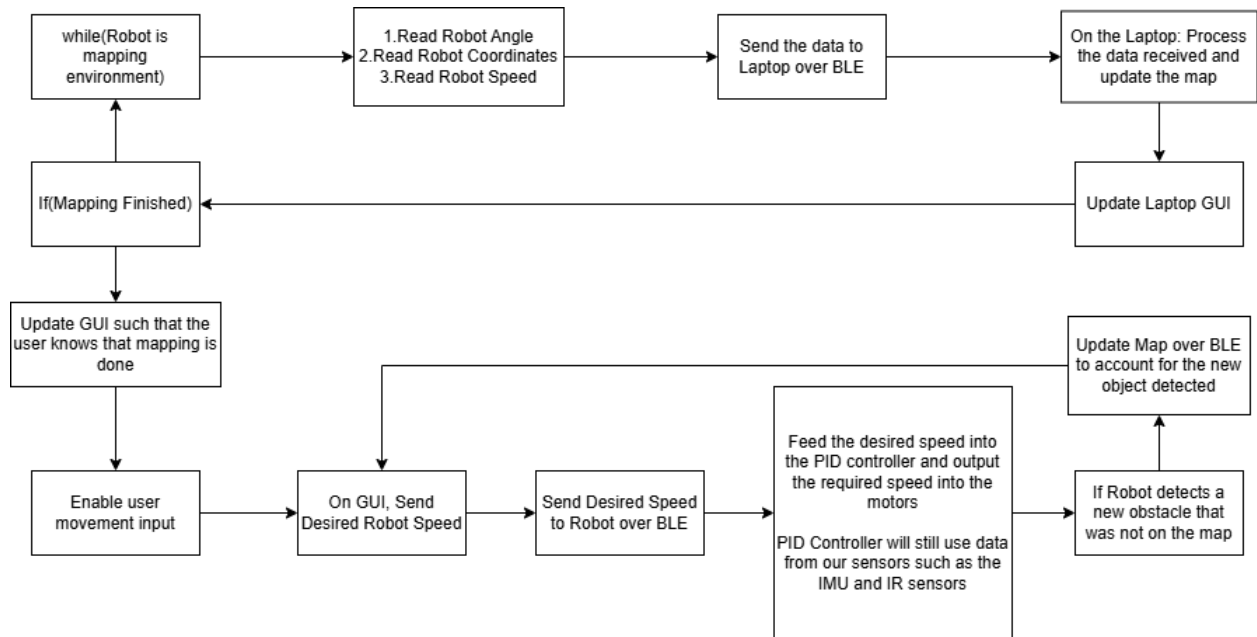 while(Robot is
mapping
environment)
1.Read Robot Angle
2.Read Robot Coordinates
3.Read Robot Speed
Send the data to
Laptop over BLE
On the Laptop: Process
the data received and
update the map
If(Mapping Finished)
Update Laptop GUI
Update GUI such that the
user knows that mapping is
done
Update Map over BLE
to account for the new
object detected
Enable user
movement input
On GUI, Send
Desired Robot Speed
Send Desired Speed
to Robot over BLE
Feed the desired speed into
the PID controller and output
the required speed into the
motors
PID Controller will still use data
from our sensors such as the
IMU and IR sensors
If Robot detects a
new obstacle that
was not on the map